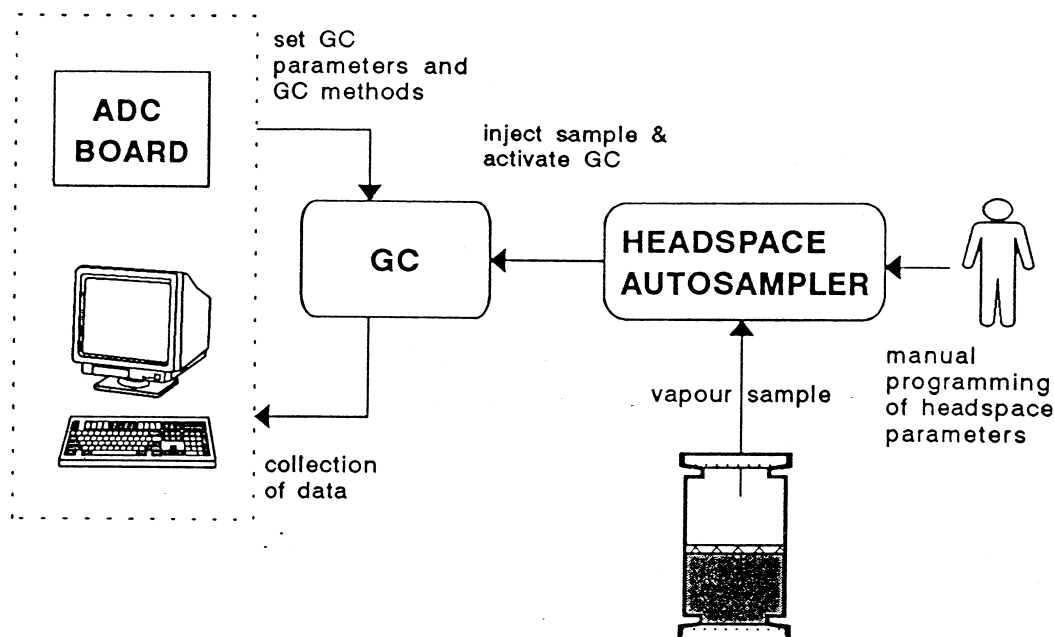 set GC
parameters and
GC methods
ADC
BOARD
inject sample &
activate GC
GC
HEADSPACE
AUTOSAMPLER
manual
programming
of headspace
parameters
vapour sample
collection
of data